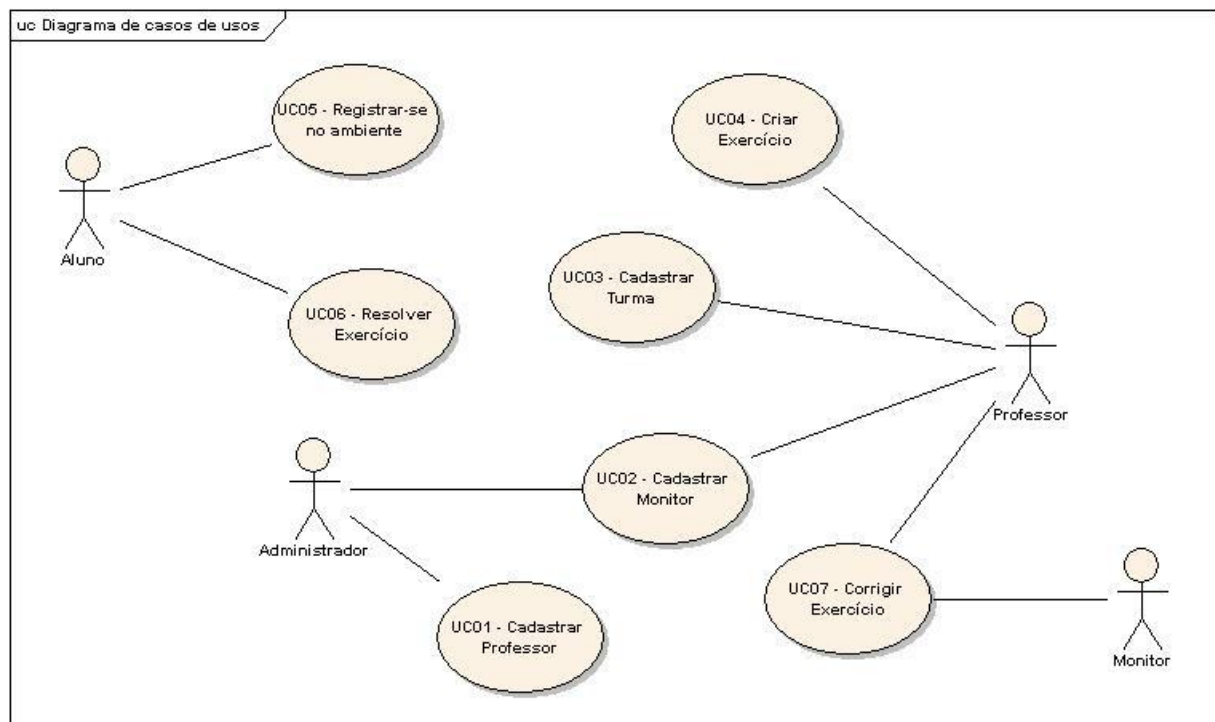 uc Diagrama de casos de usos
UC05 - Registrar-se
no ambiente
UC04 - Criar
Exercício
Aluno
UC03 - Cadastrar
Turma
UC06 - Resolver
Exercício
Professor
UC02 - Cadastrar
Monitor
Administrador
UC07 - Corrigir
Exercício
UC01 - Cadastrar
Professor
Monitor